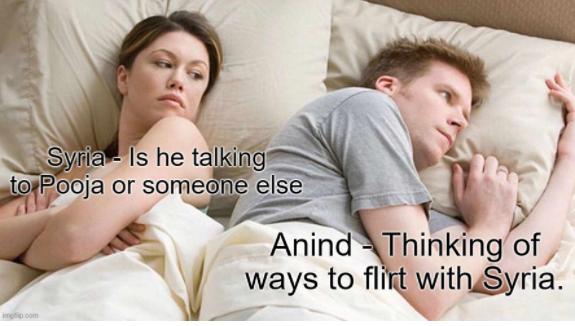 Syria - Is he talking
to Pooja or someone else
Anind - Thinking of
ways to flirt with Syria.
imgflip.com